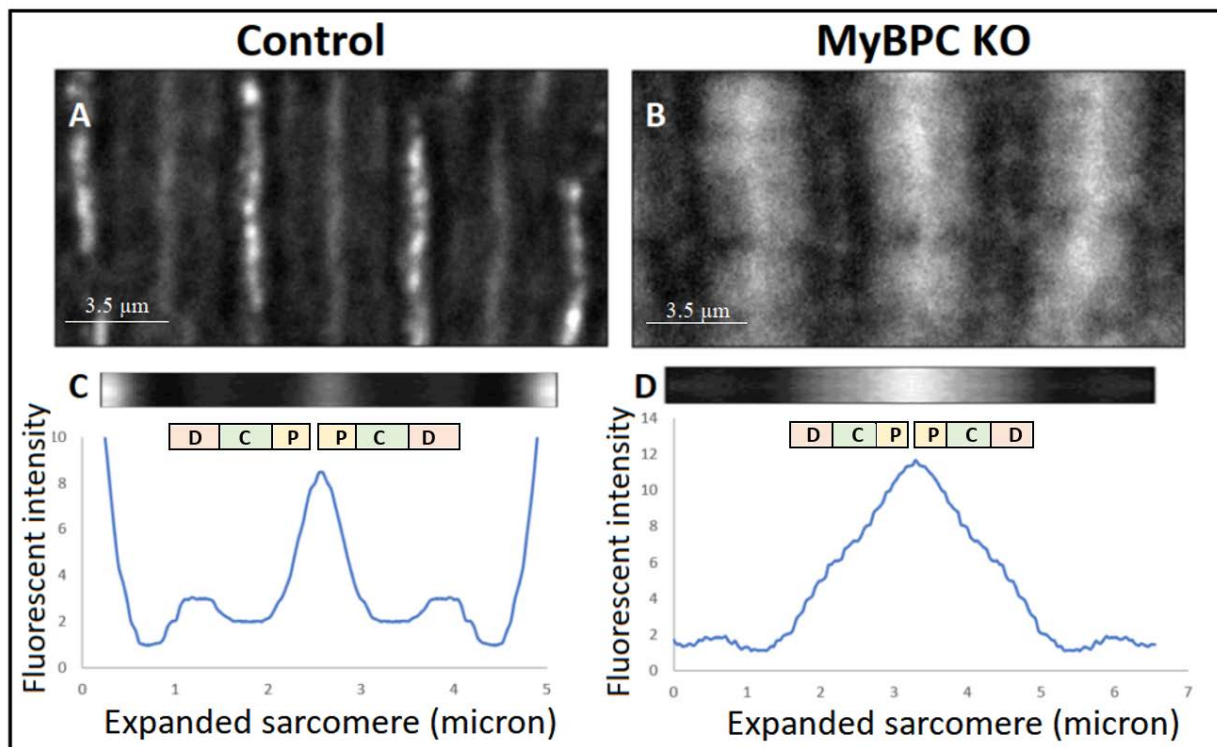 Control
MyBPC KO
A
B
3.5 µm
3.5 µm
C
D
D C P P C D
D C P P C D
Fluorescent intensity
10
8
6
4
2
0
0 1 2 3 4 5
Expanded sarcomere (micron)
Fluorescent intensity
14
12
10
8
6
4
2
0
0 1 2 3 4 5 6 7
Expanded sarcomere (micron)